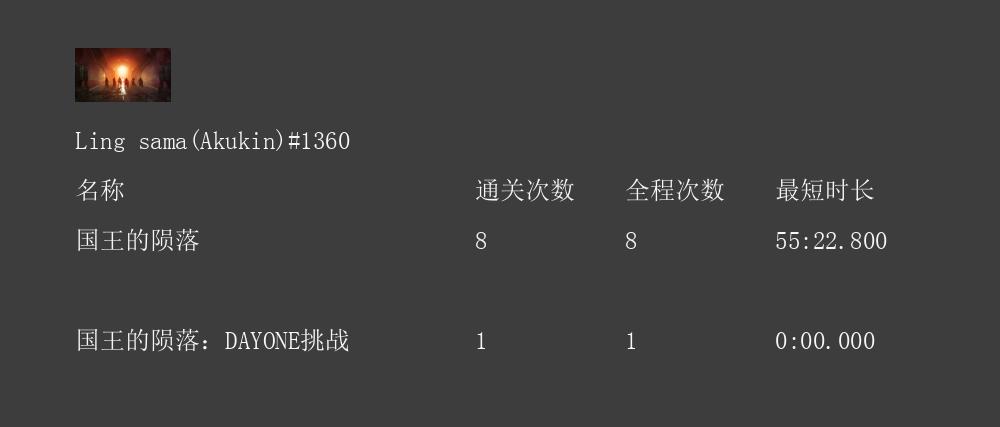 Ling sama(Akukin)#1360
名称 通关次数 全程次数 最短时长
国王的陨落 8 8 55:22.800
国王的陨落：DAYONE挑战 1 1 0:00.000